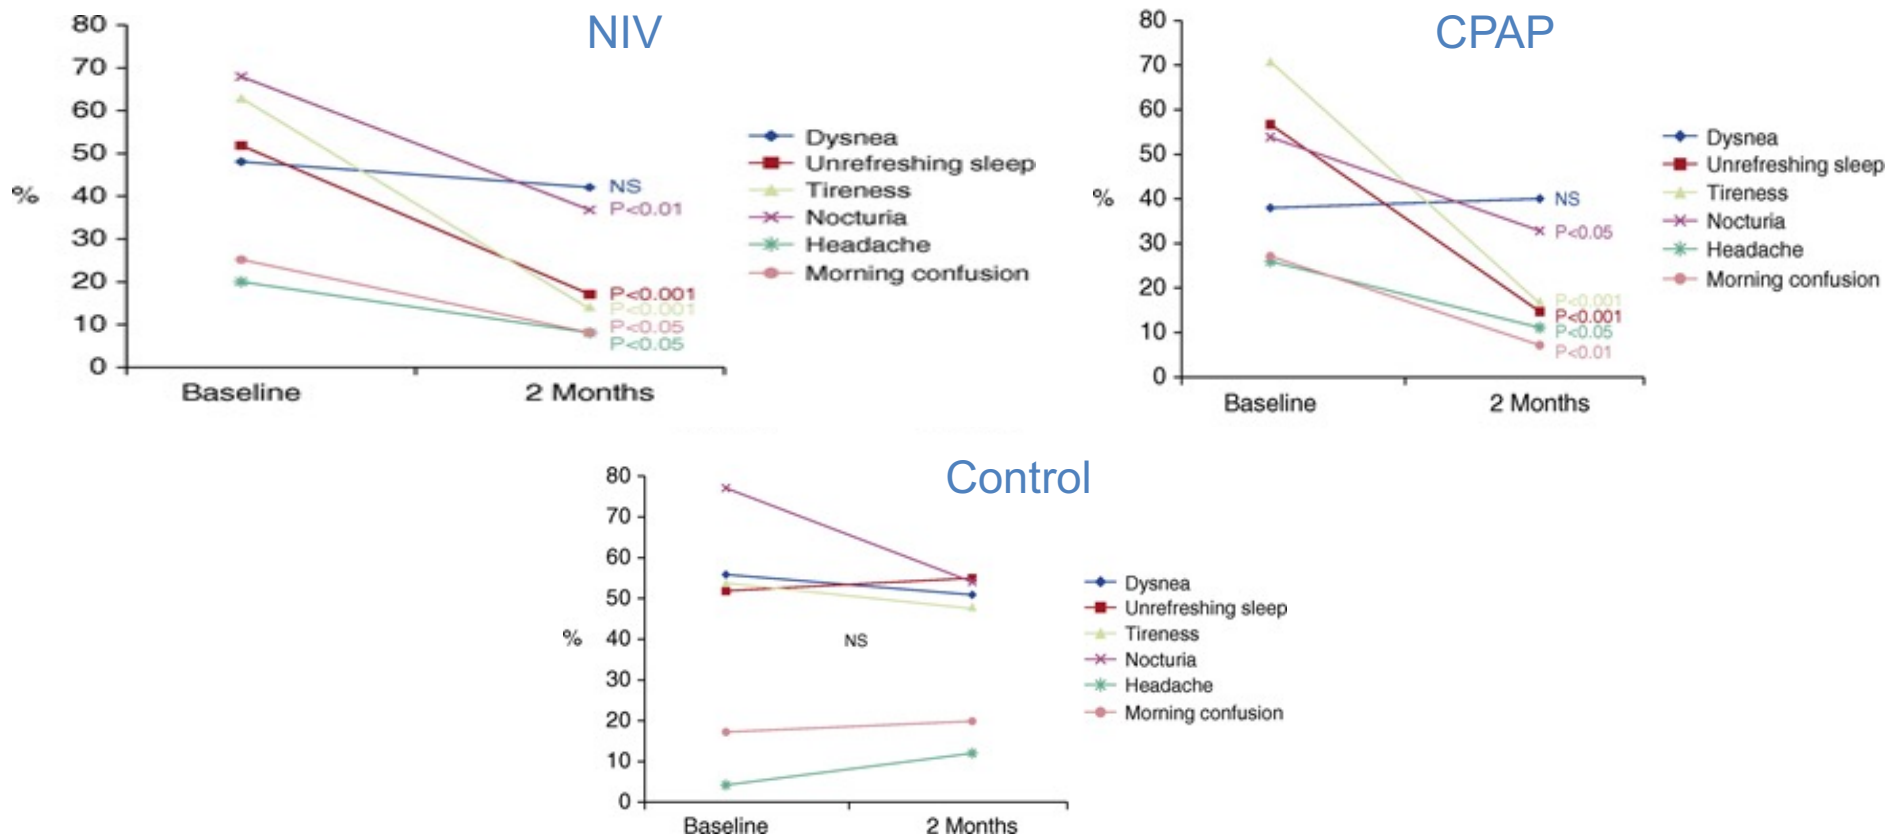 NIV
80
70
60
50
40
30
20
10
0
%
NS
P<0.01
P<0.001
P<0.001
P<0.05
P<0.05
Baseline
2 Months
Dysnea
Unrefreshing sleep
Tireness
Nocturia
Headache
Morning confusion
CPAP
80
70
60
50
40
30
20
10
0
%
NS
P<0.05
P<0.001
P<0.001
P<0.05
P<0.01
Baseline
2 Months
Dysnea
Unrefreshing sleep
Tireness
Nocturia
Headache
Morning confusion
Control
80
70
60
50
40
30
20
10
0
%
NS
Baseline
2 Months
Dysnea
Unrefreshing sleep
Tireness
Nocturia
Headache
Morning confusion